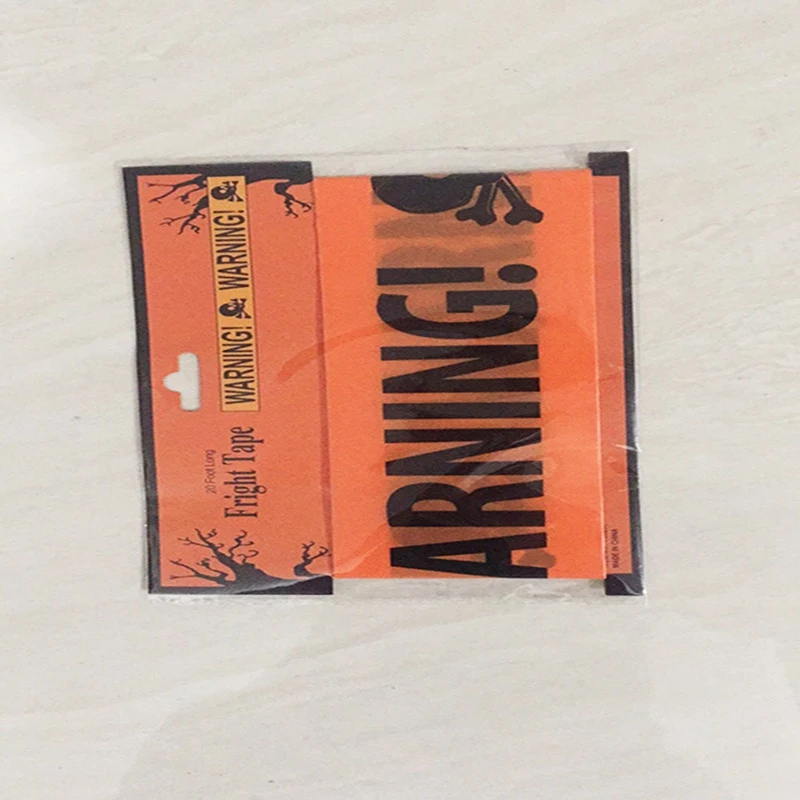 20 Foot Long
Fright Tape
WARNING! WARNING!
ARNING!
MADE IN CHINA